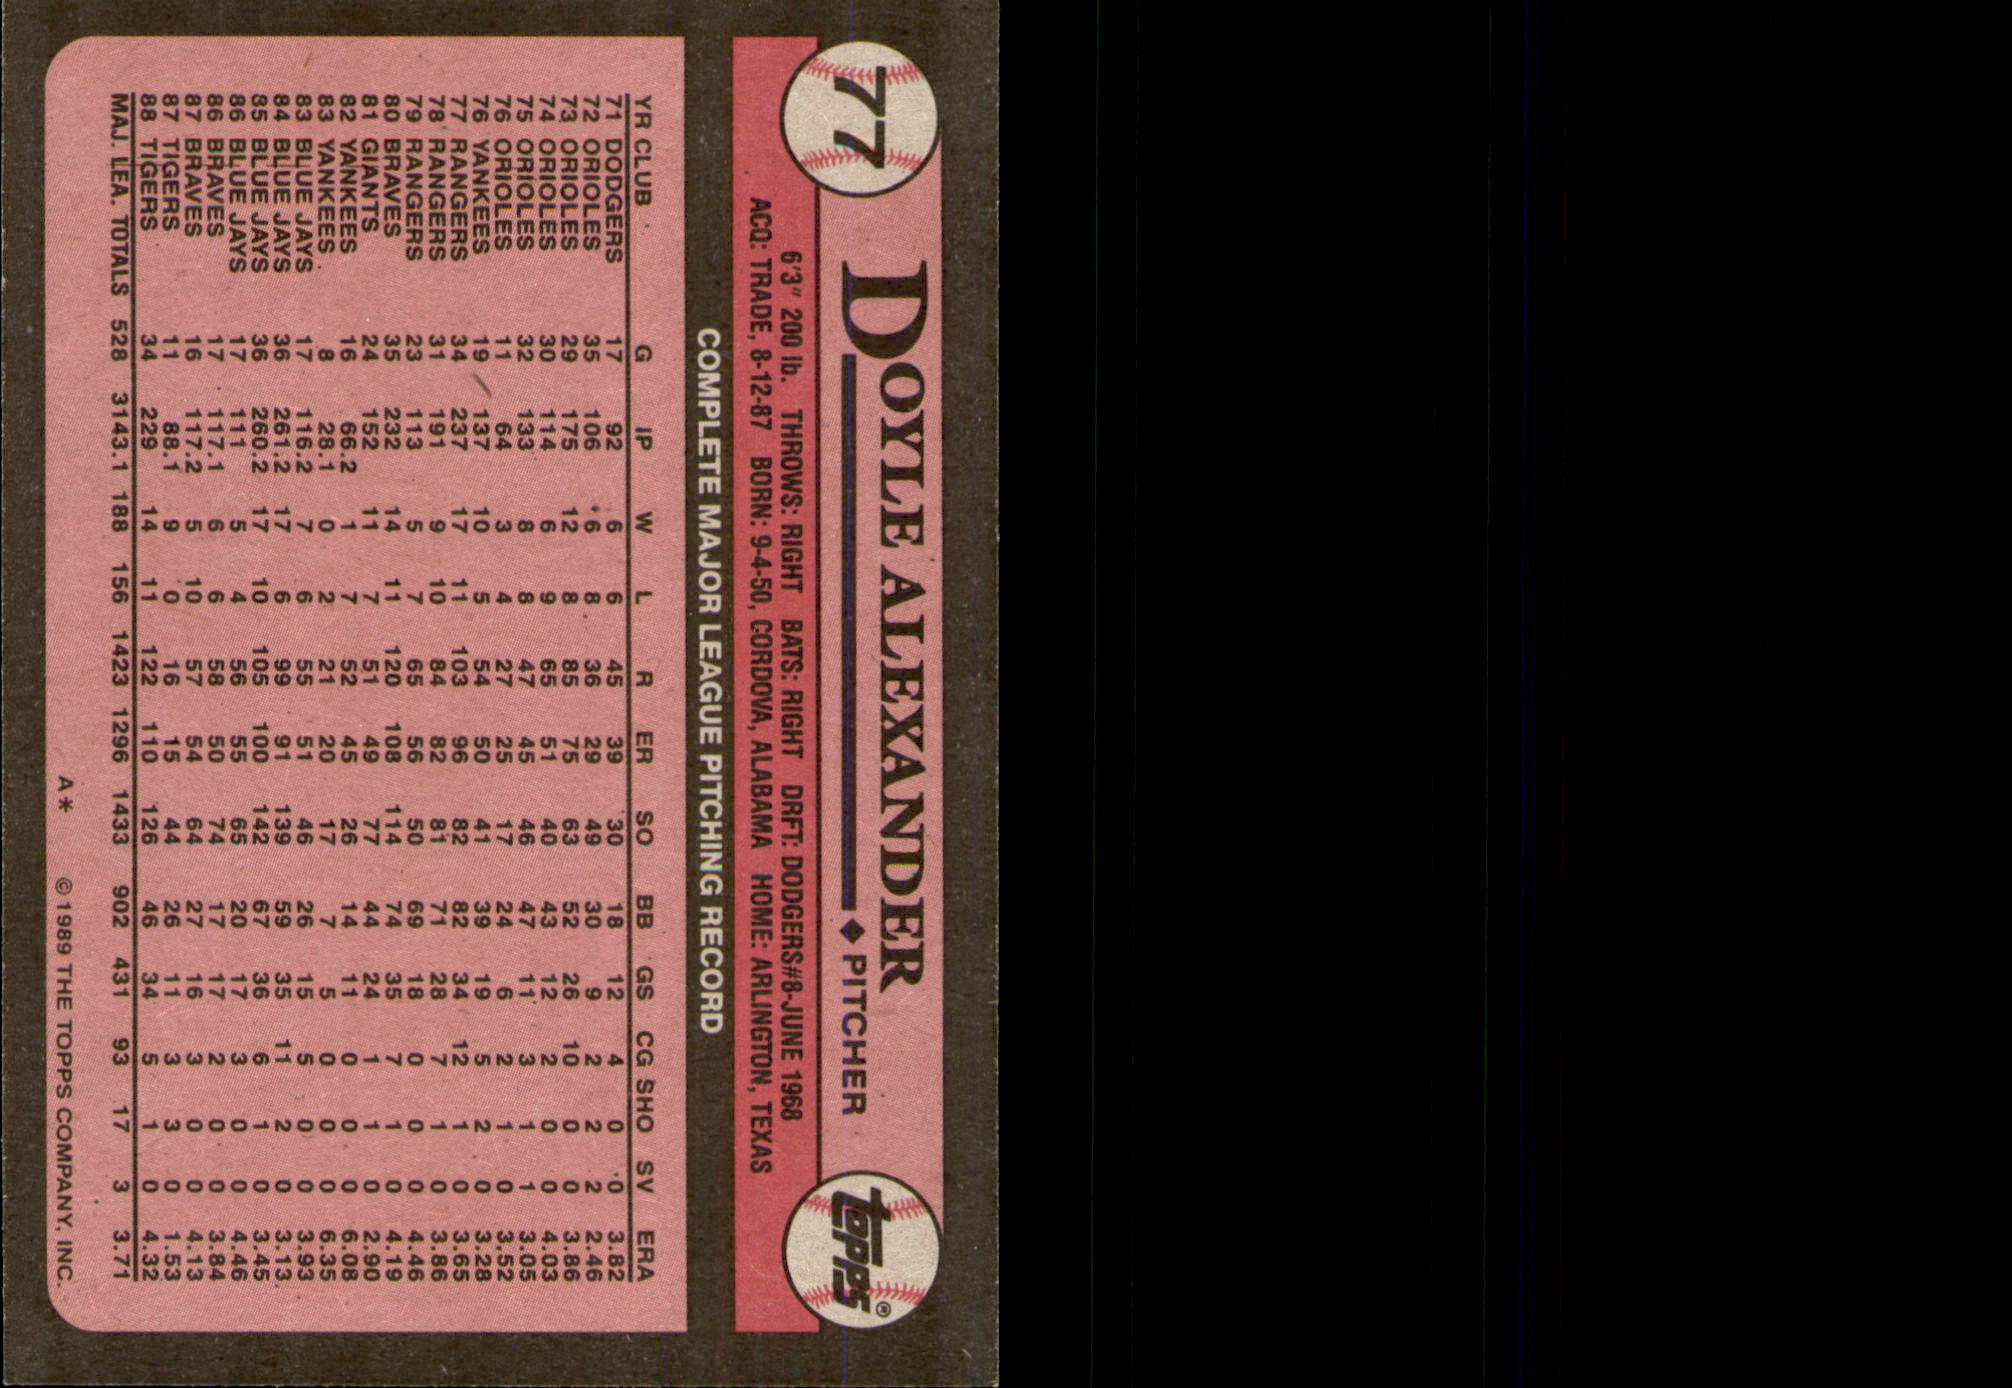 77
DOYLE ALEXANDER
◆ PITCHER
TOPPS®
6'3" 200 lb. THROWS: RIGHT BATS: RIGHT DRFT: DODGERS#8-JUNE 1968
ACQ: TRADE, 8-12-87 BORN: 9-4-50, CORDOVA, ALABAMA HOME: ARLINGTON, TEXAS
COMPLETE MAJOR LEAGUE PITCHING RECORD
YR CLUB G IP W L R ER SO BB GS CG SHO SV ERA
71 DODGERS 17 92 6 6 45 39 30 18 12 4 0 0 3.82
72 ORIOLES 35 106 6 8 36 29 49 30 9 2 2 2 2.46
73 ORIOLES 29 175 12 8 85 75 63 52 26 10 0 0 3.86
74 ORIOLES 30 114 6 9 65 51 40 43 12 2 0 0 4.03
75 ORIOLES 32 133 8 8 47 45 46 47 11 3 1 1 3.05
76 ORIOLES 11 64 3 4 27 25 17 24 6 2 1 0 3.52
76 YANKEES 19 137 10 5 54 50 41 39 19 5 2 0 3.28
77 RANGERS 34 237 17 11 103 96 82 82 34 12 1 0 3.65
78 RANGERS 31 191 9 10 84 82 81 71 28 7 1 0 3.86
79 RANGERS 23 113 5 7 65 56 50 69 18 0 0 0 4.46
80 BRAVES 35 232 14 11 120 108 114 74 35 7 1 0 4.19
81 GIANTS 24 152 11 7 51 49 77 44 24 1 1 0 2.90
82 YANKEES 16 66.2 1 7 52 45 26 14 11 0 0 0 6.08
83 YANKEES 8 28.1 0 2 21 20 17 7 5 0 0 0 6.35
83 BLUE JAYS 17 116.2 7 6 55 51 46 26 15 5 0 0 3.93
84 BLUE JAYS 36 261.2 17 6 99 91 139 59 35 11 2 0 3.13
85 BLUE JAYS 36 260.2 17 10 105 100 142 67 36 6 1 0 3.45
86 BLUE JAYS 17 111 5 4 56 55 65 20 17 3 0 0 4.46
86 BRAVES 17 117.1 6 6 58 50 74 17 17 2 0 0 3.84
87 BRAVES 16 117.2 5 10 57 54 64 27 16 3 0 0 4.13
87 TIGERS 11 88.1 9 0 16 15 44 26 11 3 3 0 1.53
88 TIGERS 34 229 14 11 122 110 126 46 34 5 1 0 4.32
MAJ. LEA. TOTALS 528 3143.1 188 156 1423 1296 1433 902 431 93 17 3 3.71
A* ©1989 THE TOPPS COMPANY, INC.